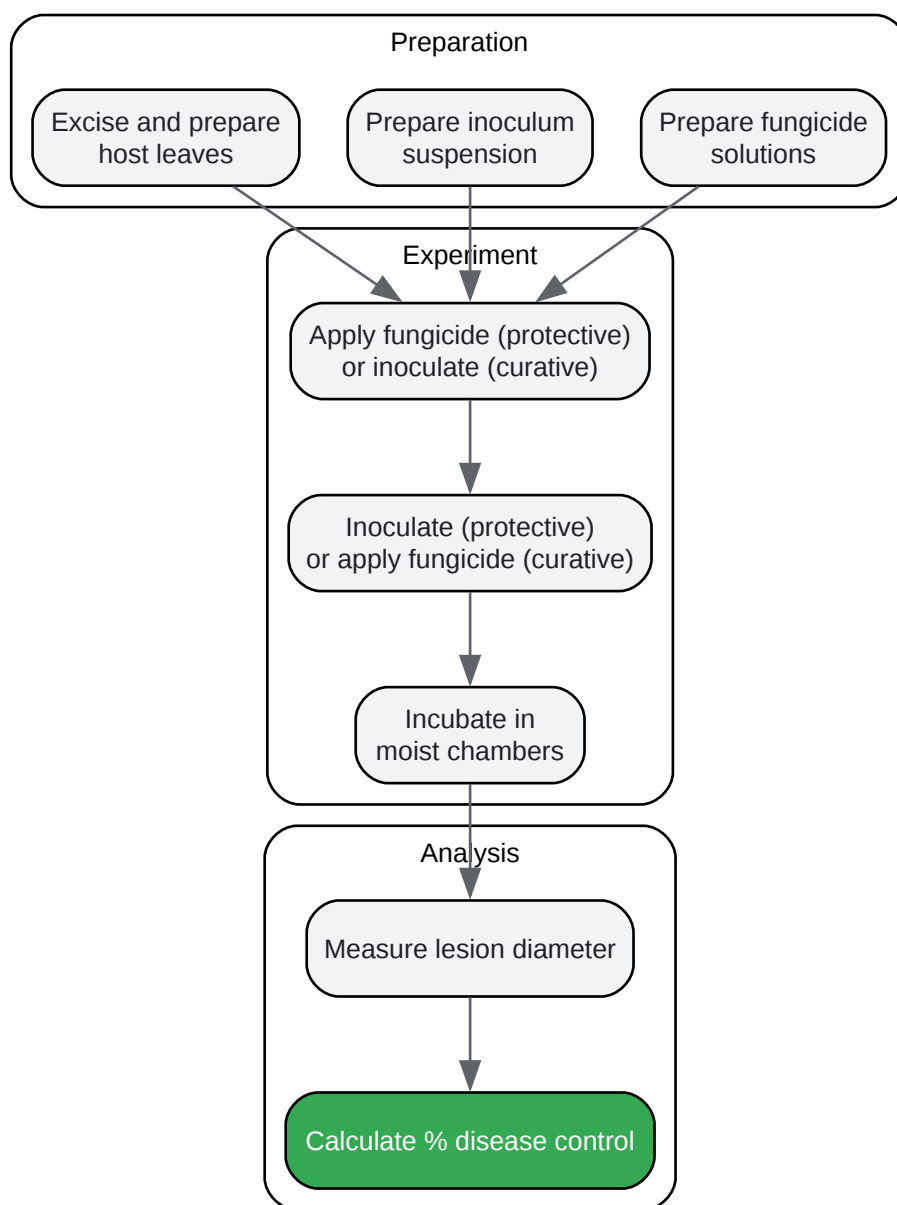 Preparation
Excise and prepare
host leaves
Prepare inoculum
suspension
Prepare fungicide
solutions
Experiment
Apply fungicide (protective)
or inoculate (curative)
Inoculate (protective)
or apply fungicide (curative)
Incubate in
moist chambers
Analysis
Measure lesion diameter
Calculate % disease control